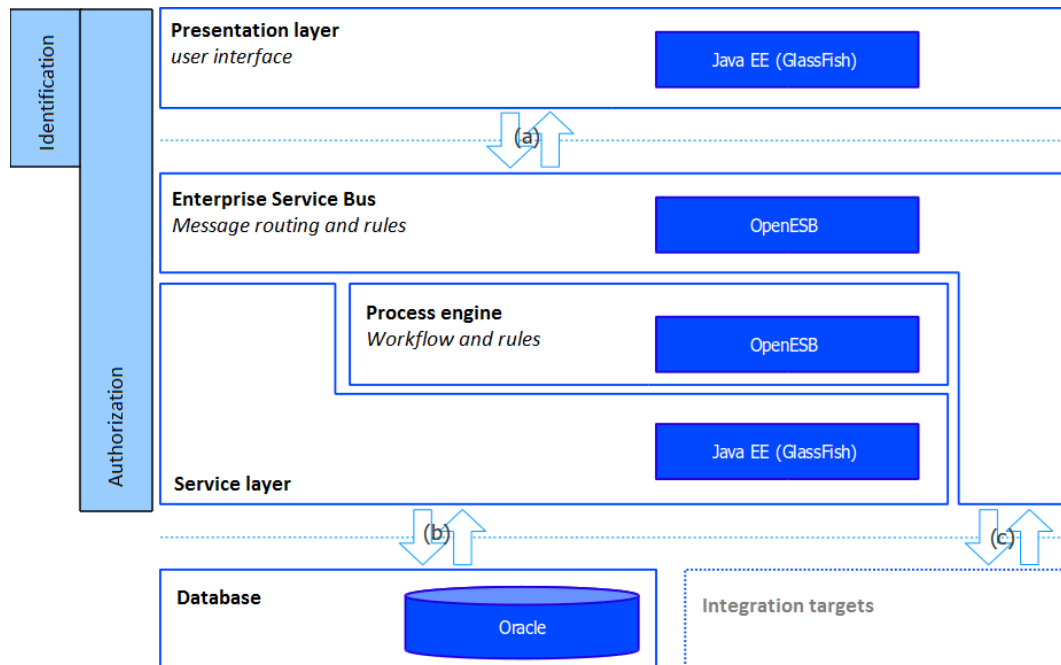 Identification
Authorization
Presentation layer
user interface
Java EE (GlassFish)
(a)
Enterprise Service Bus
Message routing and rules
OpenESB
Process engine
Workflow and rules
OpenESB
Java EE (GlassFish)
Service layer
(b)
(c)
Database
Oracle
Integration targets